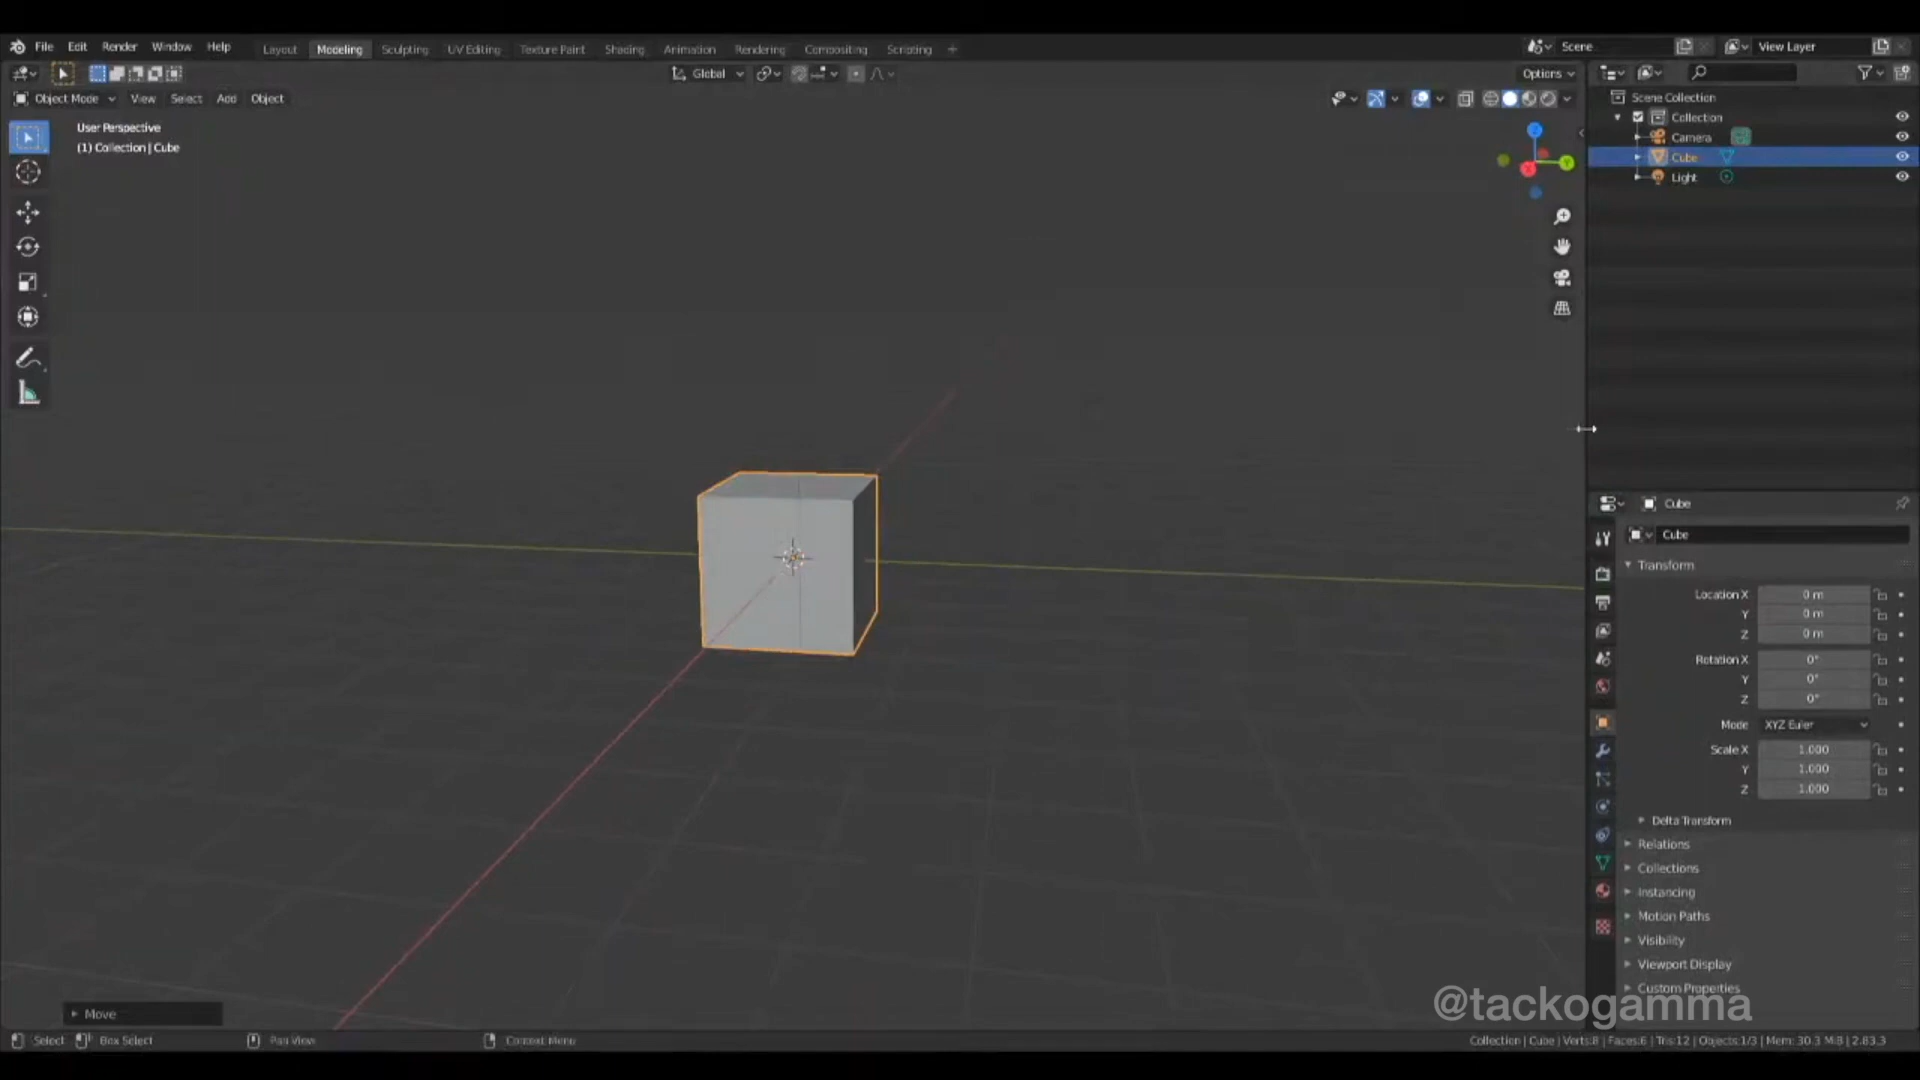 File Edit Render Window Help Layout Modeling Sculpting UV Editing Texture Paint Shading Animation Rendering Compositing Scripting + Scene View Layer
Global Options
Object Mode View Select Add Object
User Perspective
(1) Collection | Cube
Z
Y
X
Scene Collection
Collection
Camera
Cube
Light
Cube
Cube
Transform
Location X 0 m
Y 0 m
Z 0 m
Rotation X 0°
Y 0°
Z 0°
Mode XYZ Euler
Scale X 1.000
Y 1.000
Z 1.000
Delta Transform
Relations
Collections
Instancing
Motion Paths
Visibility
Viewport Display
Custom Properties
@tackogamma
Move
Select Box Select Pan View Context Menu Collection | Cube | Verts:8 | Faces:6 | Tris:12 | Objects:1/3 | Mem: 30.3 MiB | 2.83.3